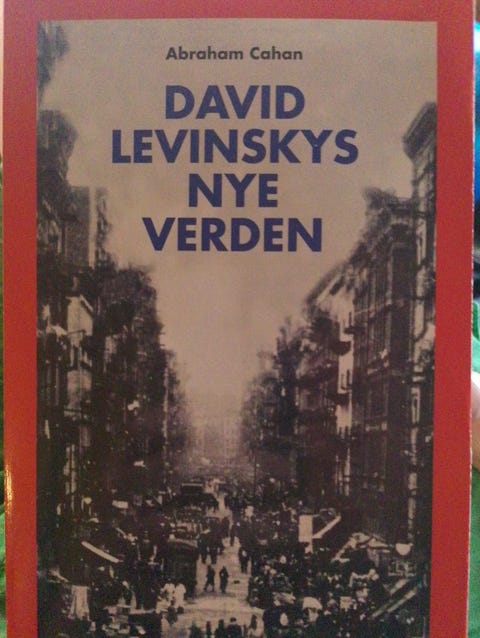 Abraham Cahan
DAVID
LEVINSKYS
NYE
VERDEN